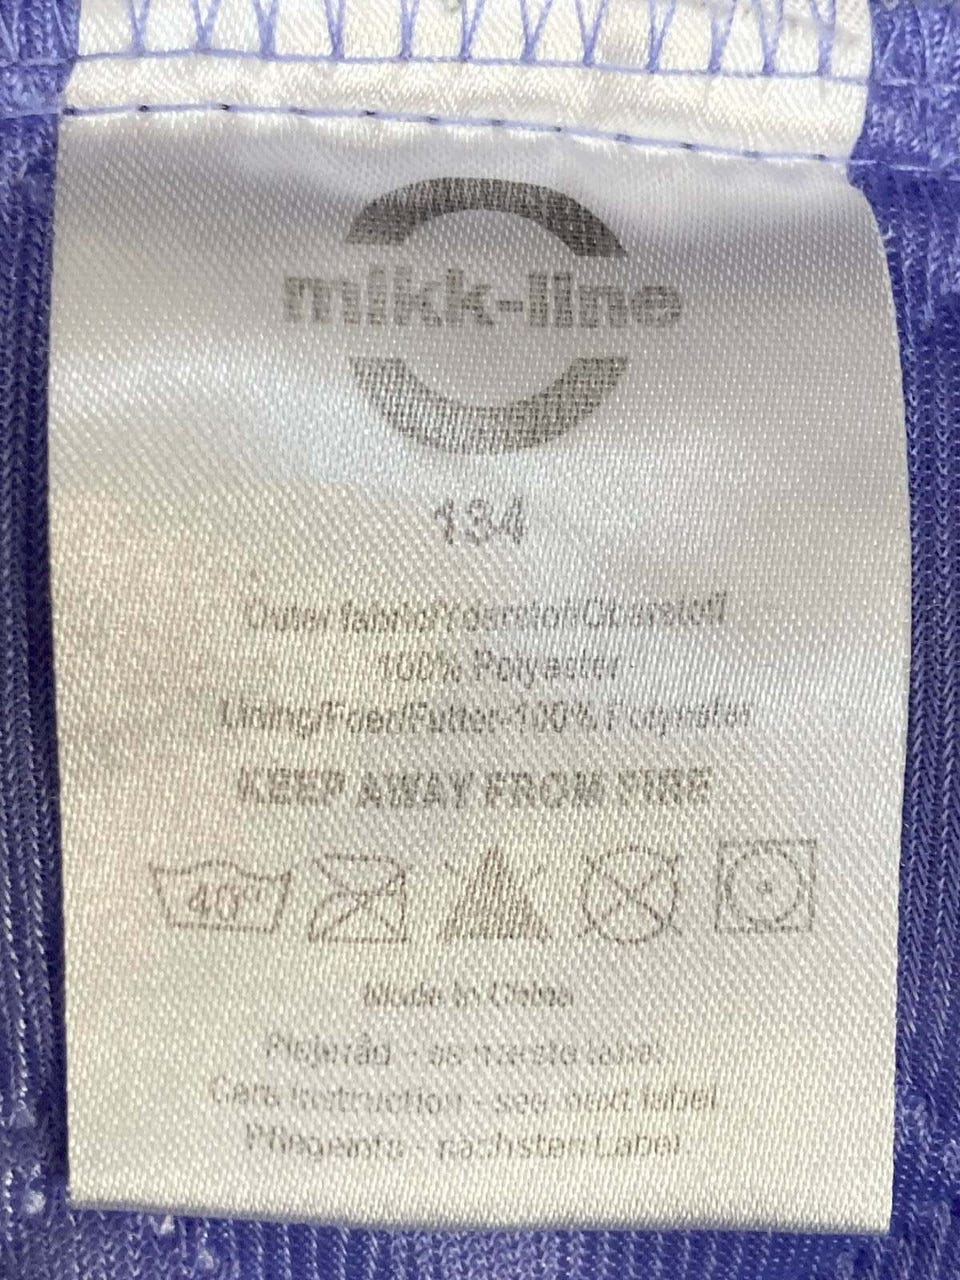 mikk-line
134
Outer fabric/Yderstof/Oberstoff
100% Polyester
Lining/Foer/Futter-100% Polyester
KEEP AWAY FROM FIRE
40°
Made In China
Plejeråd - se næste label.
Care Instruction - see next label.
nächsten Label.